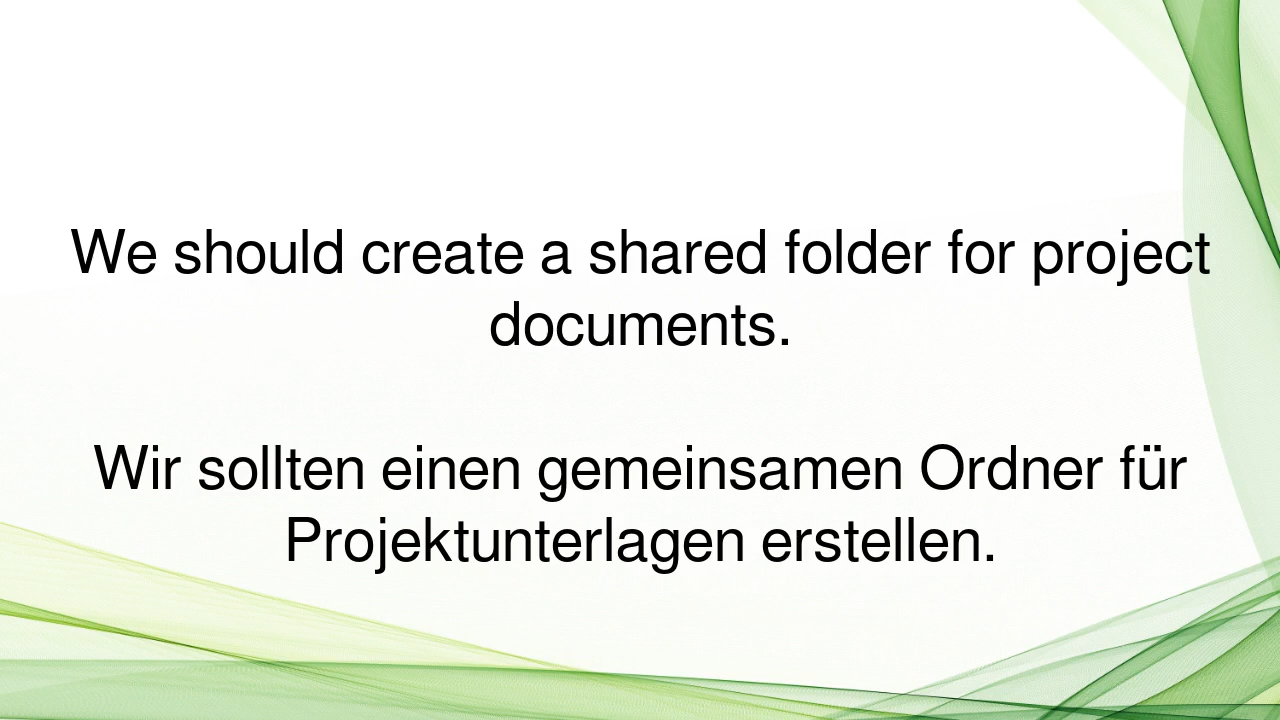 We should create a shared folder for project
documents.
Wir sollten einen gemeinsamen Ordner für
Projektunterlagen erstellen.